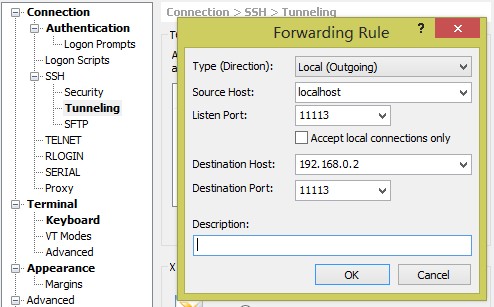 Connection
Authentication
Logon Prompts
Logon Scripts
SSH
Security
Tunneling
SFTP
TELNET
RLOGIN
SERIAL
Proxy
Terminal
Keyboard
VT Modes
Advanced
Appearance
Margins
Advanced
Connection > SSH > Tunneling
Forwarding Rule ?
Type (Direction): Local (Outgoing)
Source Host: localhost
Listen Port: 11113
Accept local connections only
Destination Host: 192.168.0.2
Destination Port: 11113
Description:
OK Cancel